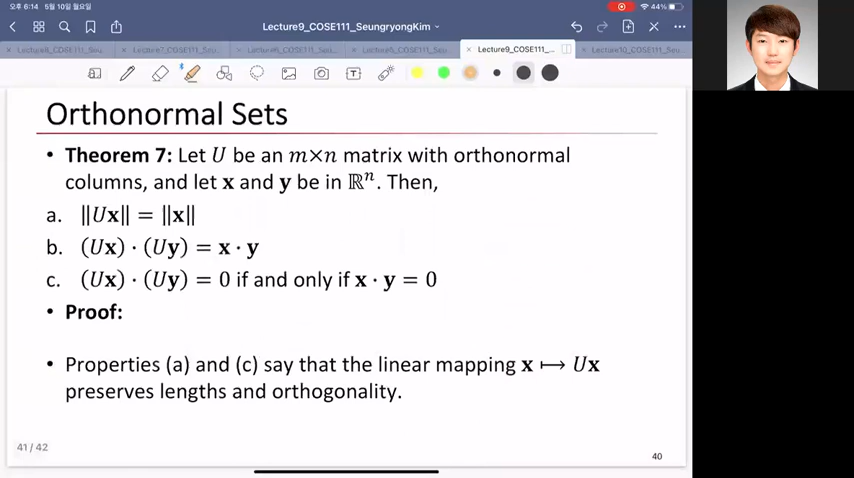 오후 6:14 5월 10일 월요일
44%
Lecture9_COSE111_SeungryongKim
Lecture8_COSE111_Seu...
Lecture7_COSE111_Seu...
Lecture9_COSE111_...
Lecture10_COSE111_Seu...
Orthonormal Sets
• Theorem 7: Let U be an m×n matrix with orthonormal
columns, and let x and y be in ℝⁿ. Then,
a. ‖Ux‖ = ‖x‖
b. (Ux) · (Uy) = x · y
c. (Ux) · (Uy) = 0 if and only if x · y = 0
• Proof:
• Properties (a) and (c) say that the linear mapping x ↦ Ux
preserves lengths and orthogonality.
41 / 42
40